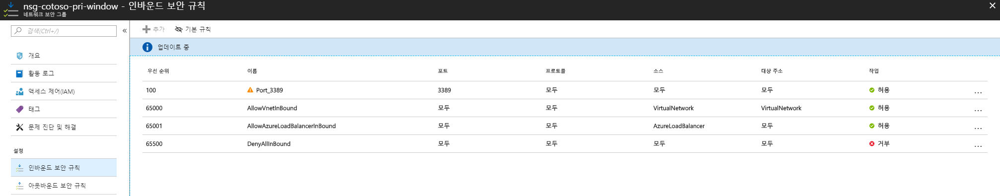 nsg-cotoso-pri-window - 인바운드 보안 규칙
네트워크 보안 그룹
검색(Ctrl+/)
개요
활동 로그
액세스 제어(IAM)
태그
문제 진단 및 해결
설정
인바운드 보안 규칙
아웃바운드 보안 규칙
추가 기본 규칙
업데이트 중
우선 순위 이름 포트 프로토콜 소스 대상 주소 작업
100 Port_3389 3389 모두 모두 모두 허용 ...
65000 AllowVnetInBound 모두 모두 VirtualNetwork VirtualNetwork 허용 ...
65001 AllowAzureLoadBalancerInBound 모두 모두 AzureLoadBalancer 모두 허용 ...
65500 DenyAllInBound 모두 모두 모두 모두 거부 ...